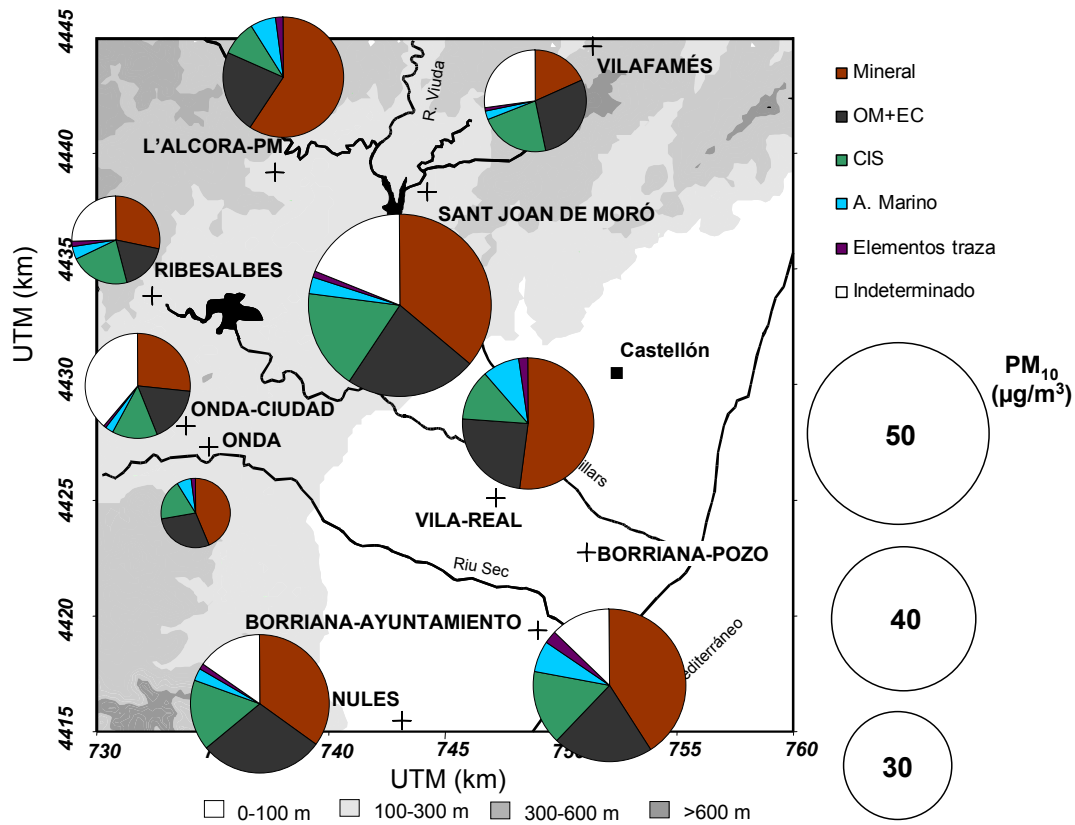 4445
4440
4435
4430
4425
4420
4415
UTM (km)
R. Viuda
VILAFAMÉS
L'ALCORA-PM
SANT JOAN DE MORÓ
RIBESALBES
Castellón
ONDA-CIUDAD
ONDA
illars
VILA-REAL
BORRIANA-POZO
Riu Sec
BORRIANA-AYUNTAMIENTO
editerráneo
NULES
730
740
745
755
760
UTM (km)
0-100 m
100-300 m
300-600 m
>600 m
Mineral
OM+EC
CIS
A. Marino
Elementos traza
Indeterminado
PM10
(µg/m³)
50
40
30